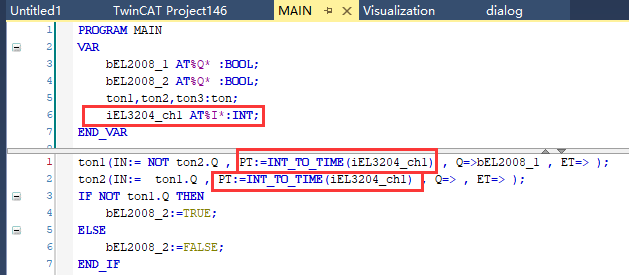 Untitled1 TwinCAT Project146 MAIN Visualization dialog
1 PROGRAM MAIN
2 VAR
3 bEL2008_1 AT%Q* :BOOL;
4 bEL2008_2 AT%Q* :BOOL;
5 ton1,ton2,ton3:ton;
6 iEL3204_ch1 AT%I*:INT;
7 END_VAR
1 ton1(IN:= NOT ton2.Q , PT:=INT_TO_TIME(iEL3204_ch1) , Q=>bEL2008_1 , ET=> );
2 ton2(IN:= ton1.Q , PT:=INT_TO_TIME(iEL3204_ch1) , Q=> , ET=> );
3 IF NOT ton1.Q THEN
4 bEL2008_2:=TRUE;
5 ELSE
6 bEL2008_2:=FALSE;
7 END_IF